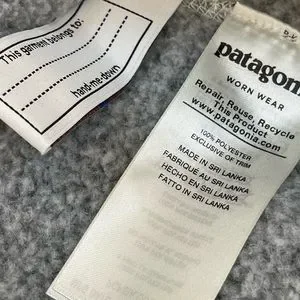 This garment belongs to:
hand-me-down
patagonia
WORN WEAR
Repair, Reuse, Recycle
This Product
www.patagonia.com
100% POLYESTER
EXCLUSIVE OF TRIM
MADE IN SRI LANKA
FABRIQUÉ AU SRI LANKA
HECHO EN SRI LANKA
FATTO IN SRI LANKA